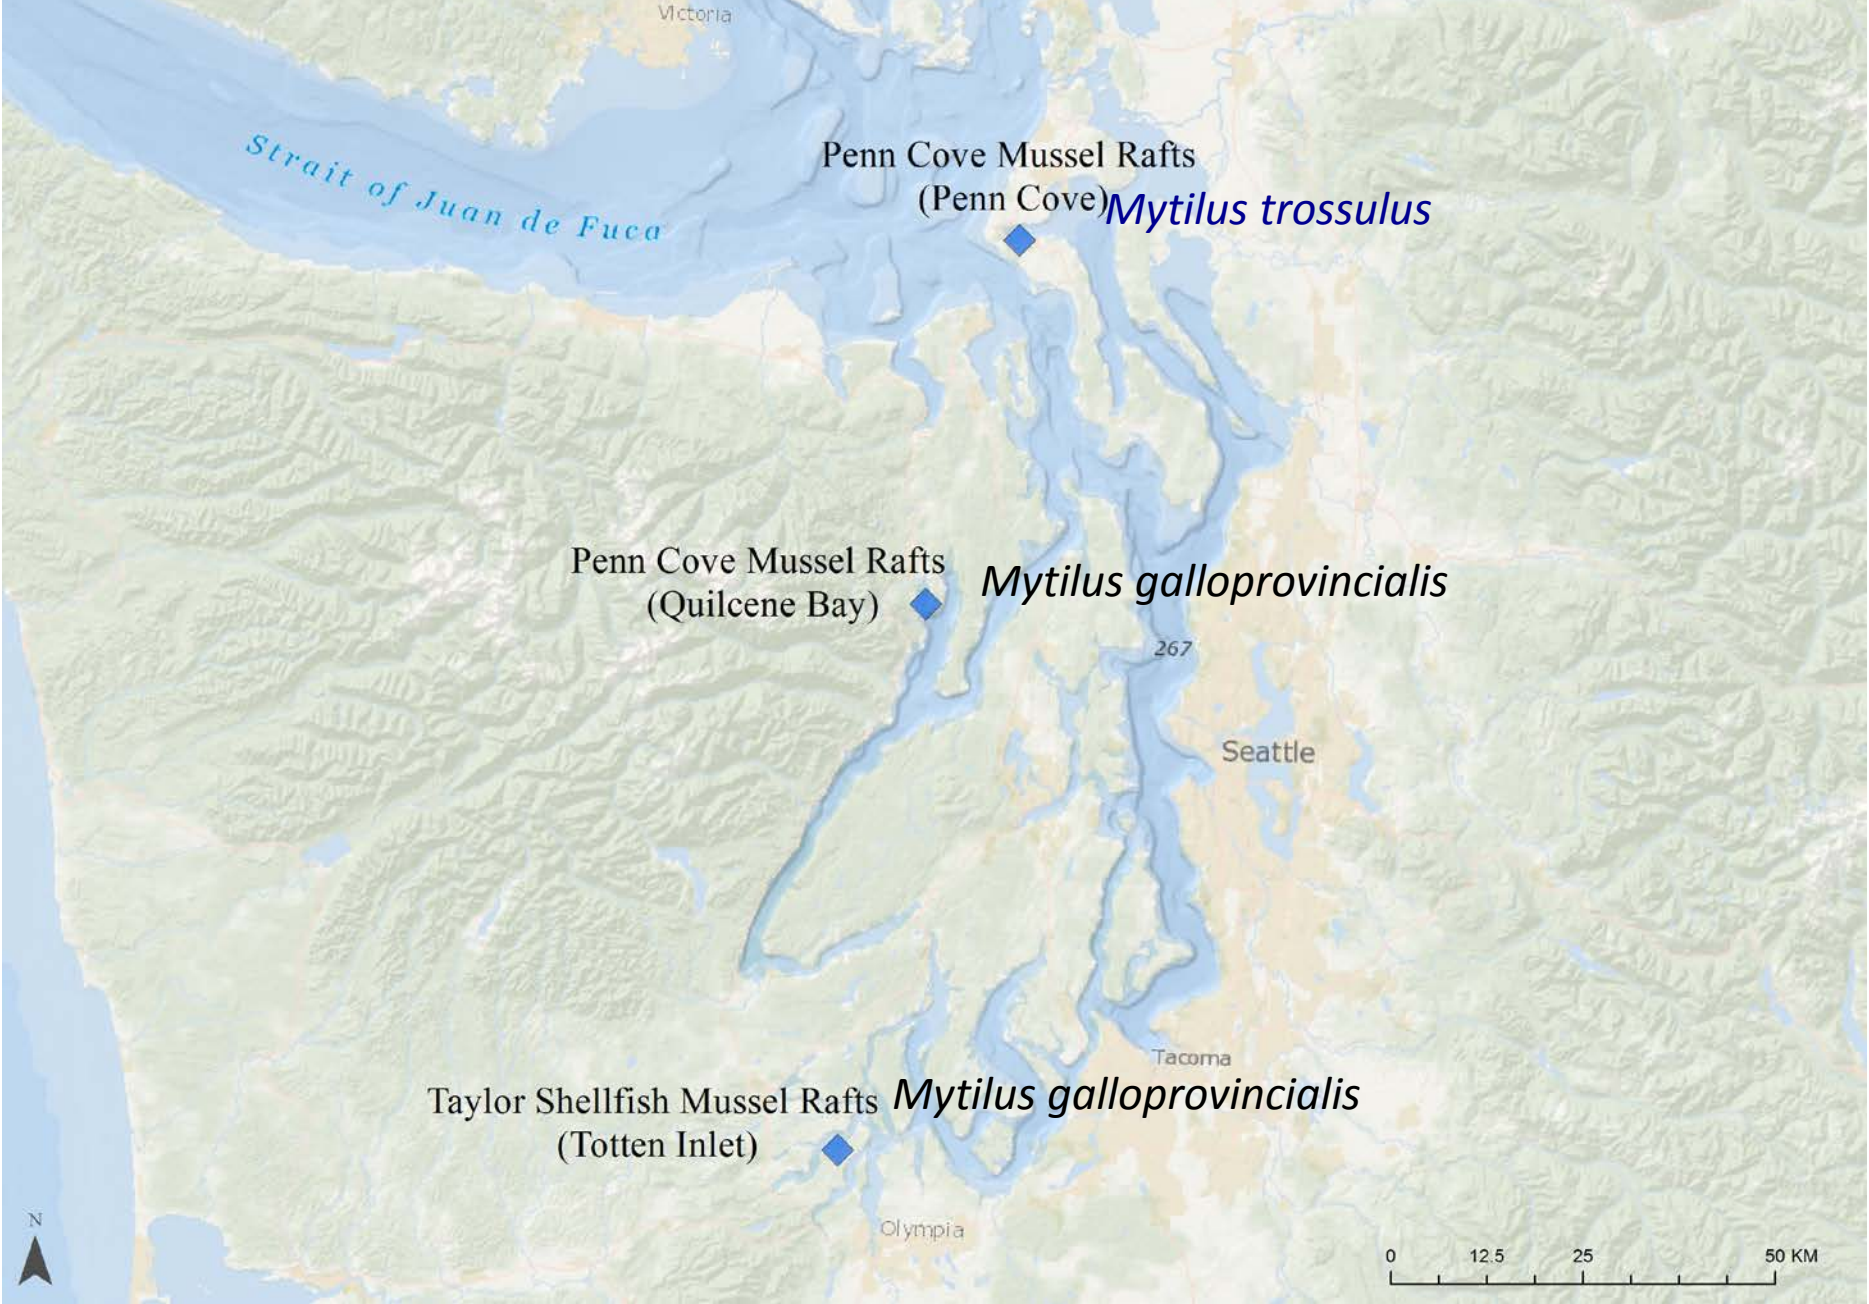 Victoria
Strait of Juan de Fuca
Penn Cove Mussel Rafts
(Penn Cove)
Mytilus trossulus
Penn Cove Mussel Rafts
(Quilcene Bay)
Mytilus galloprovincialis
267
Seattle
Tacoma
Taylor Shellfish Mussel Rafts
(Totten Inlet)
Mytilus galloprovincialis
Olympia
N
0 12.5 25 50 KM